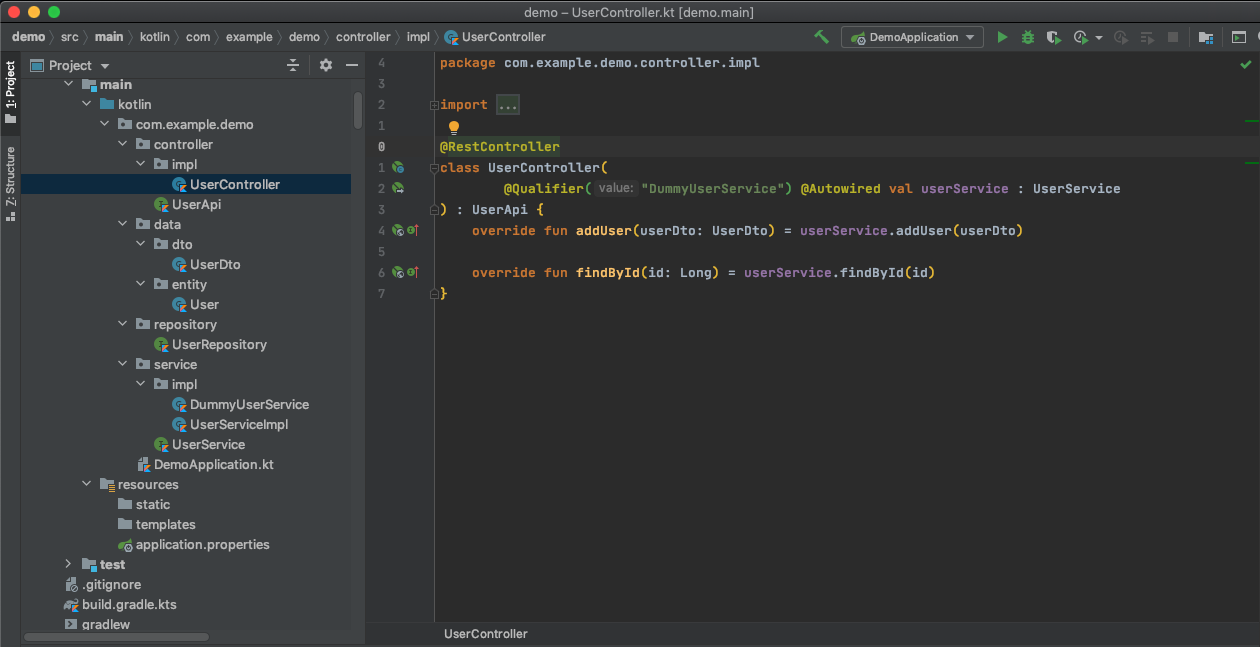 demo – UserController.kt [demo.main]
demo src main kotlin com example demo controller impl UserController
DemoApplication
1: Project
Z: Structure
Project
main
kotlin
com.example.demo
controller
impl
UserController
UserApi
data
dto
UserDto
entity
User
repository
UserRepository
service
impl
DummyUserService
UserServiceImpl
UserService
DemoApplication.kt
resources
static
templates
application.properties
test
.gitignore
build.gradle.kts
gradlew
4 package com.example.demo.controller.impl
3
2 import ...
1
0 @RestController
1 class UserController(
2 @Qualifier( value: "DummyUserService") @Autowired val userService : UserService
3 ) : UserApi {
4 override fun addUser(userDto: UserDto) = userService.addUser(userDto)
5
6 override fun findById(id: Long) = userService.findById(id)
7 }
UserController